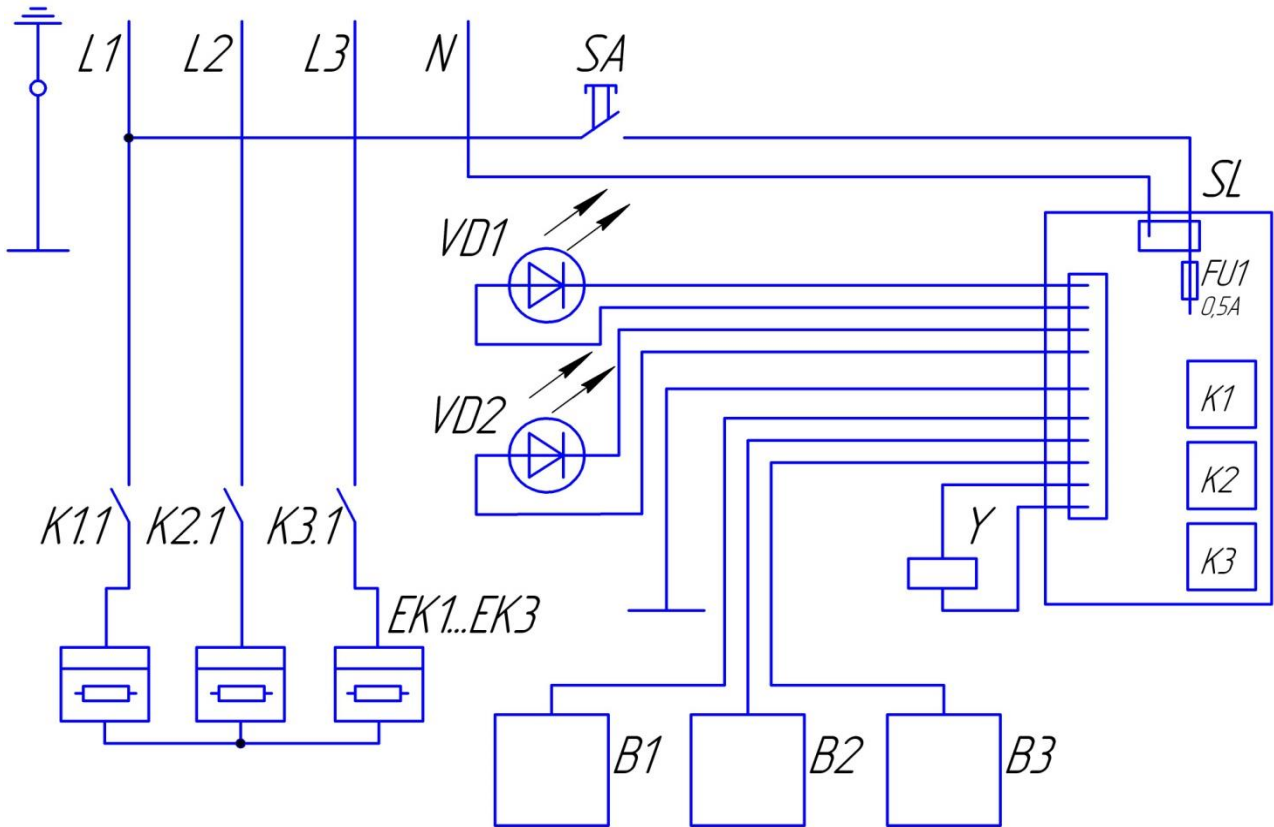 L1 L2 L3 N SA
SL
VD1
FU1
0,5A
K1
VD2
K2
K1.1 K2.1 K3.1
Y
K3
EK1...EK3
B1 B2 B3